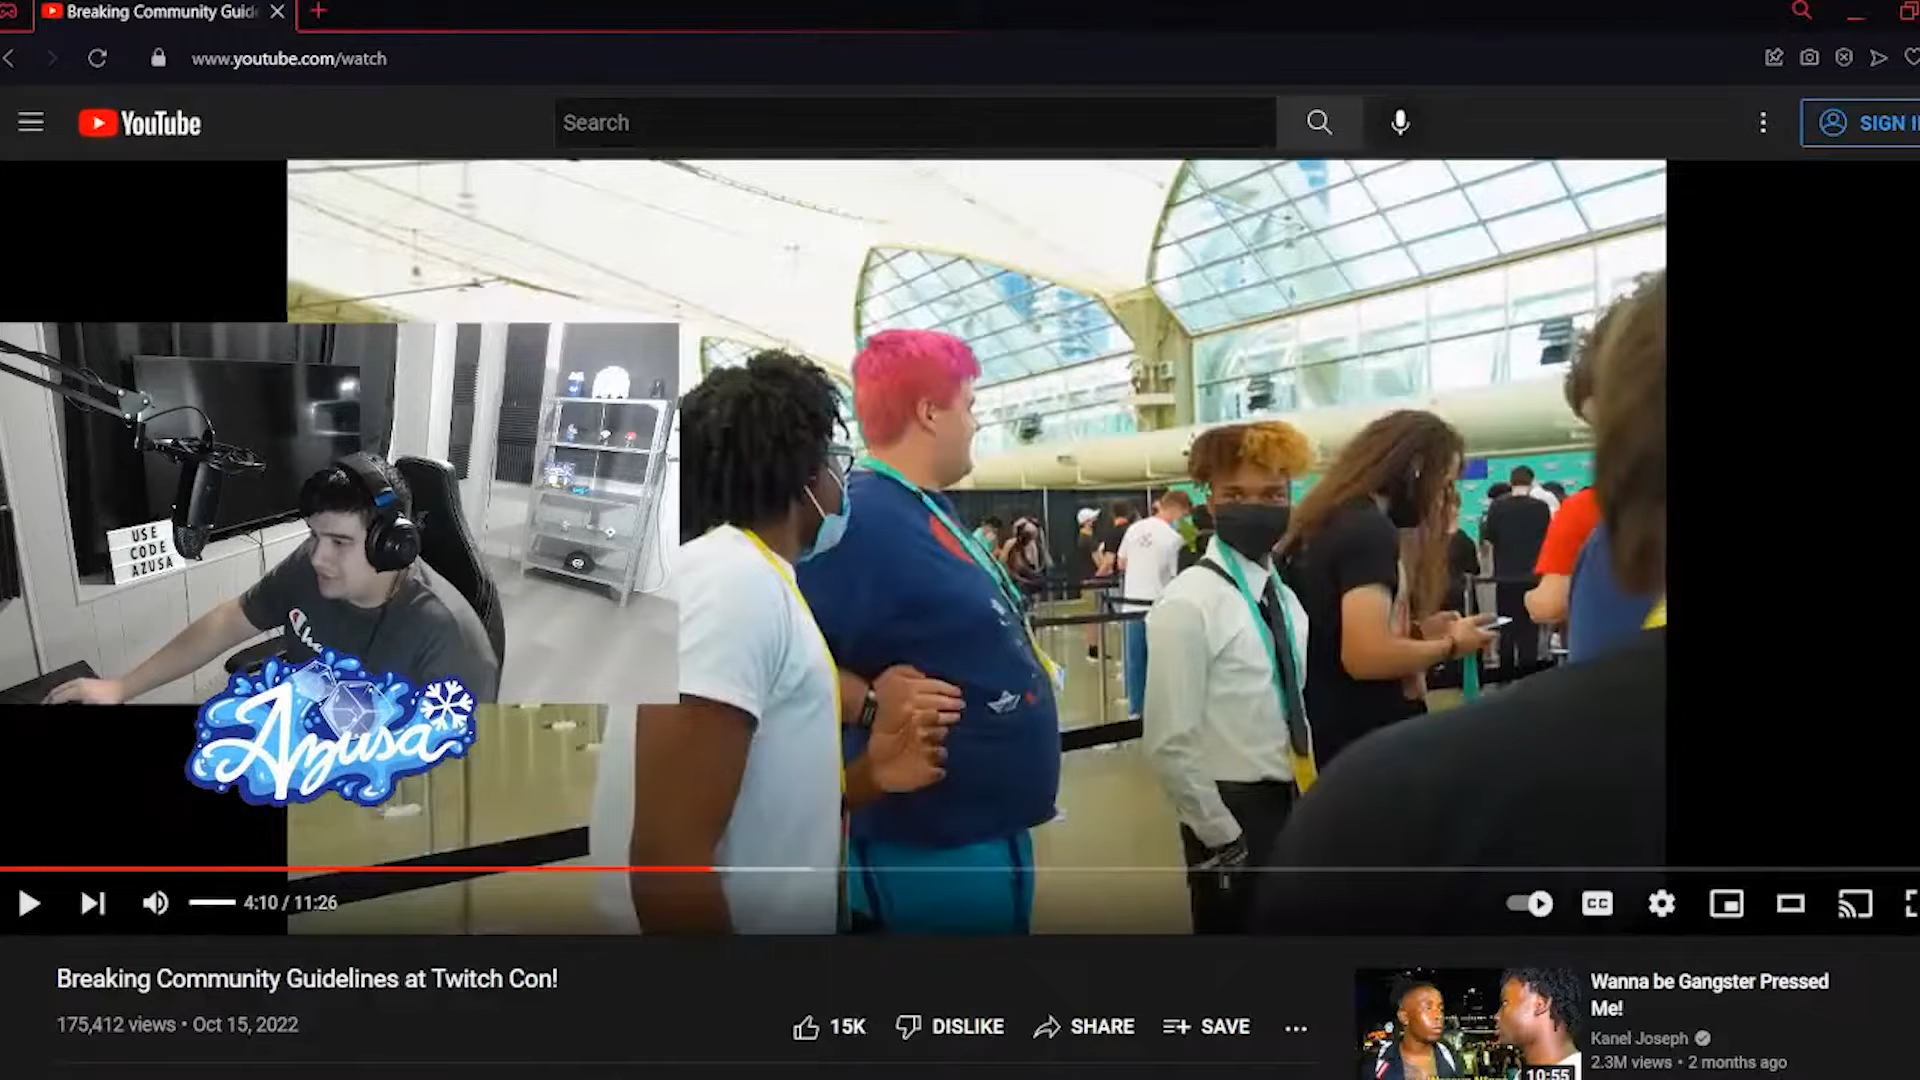 Breaking Community Guid
www.youtube.com/watch
YouTube
Search
SIGN I
USE
CODE
AZUSA
Azusa
4:10 / 11:26
CC
Breaking Community Guidelines at Twitch Con!
175,412 views • Oct 15, 2022
15K
DISLIKE
SHARE
SAVE
Wanna be Gangster Pressed
Me!
Kanel Joseph
2.3M views • 2 months ago
10:55